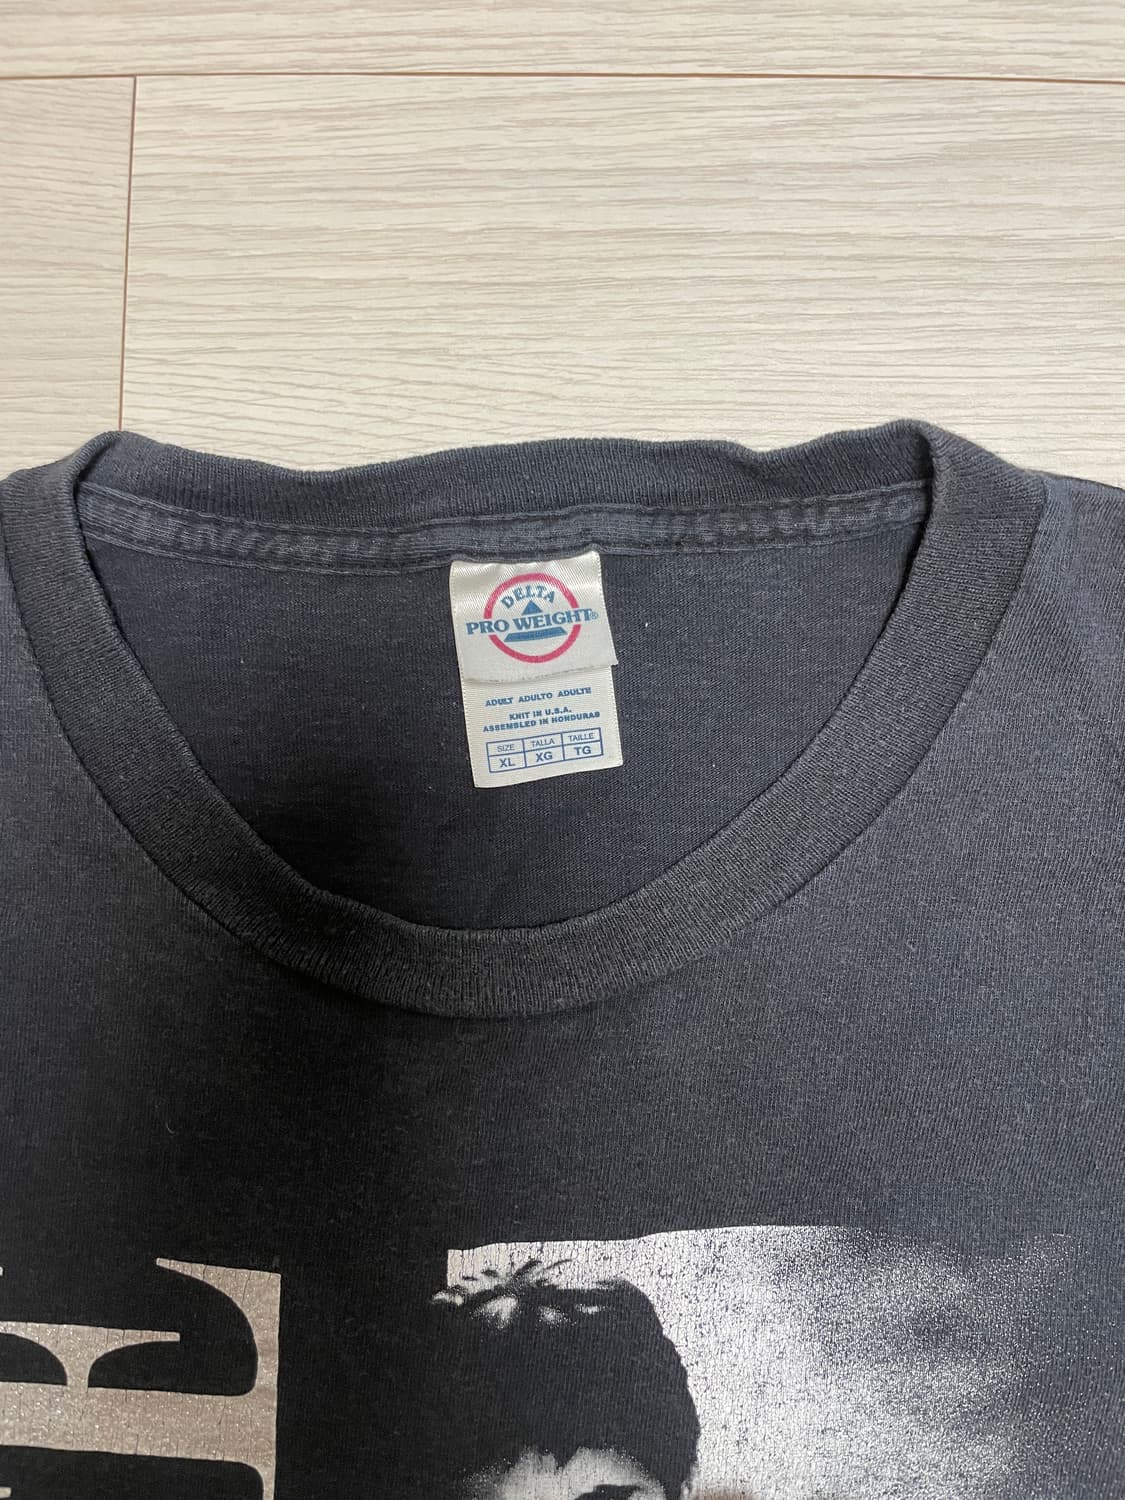 DELTA
PRO WEIGHT®
ADULT ADULTO ADULTE
KNIT IN U.S.A.
ASSEMBLED IN HONDURAS
SIZE TALLA TAILLE
XL XG TG